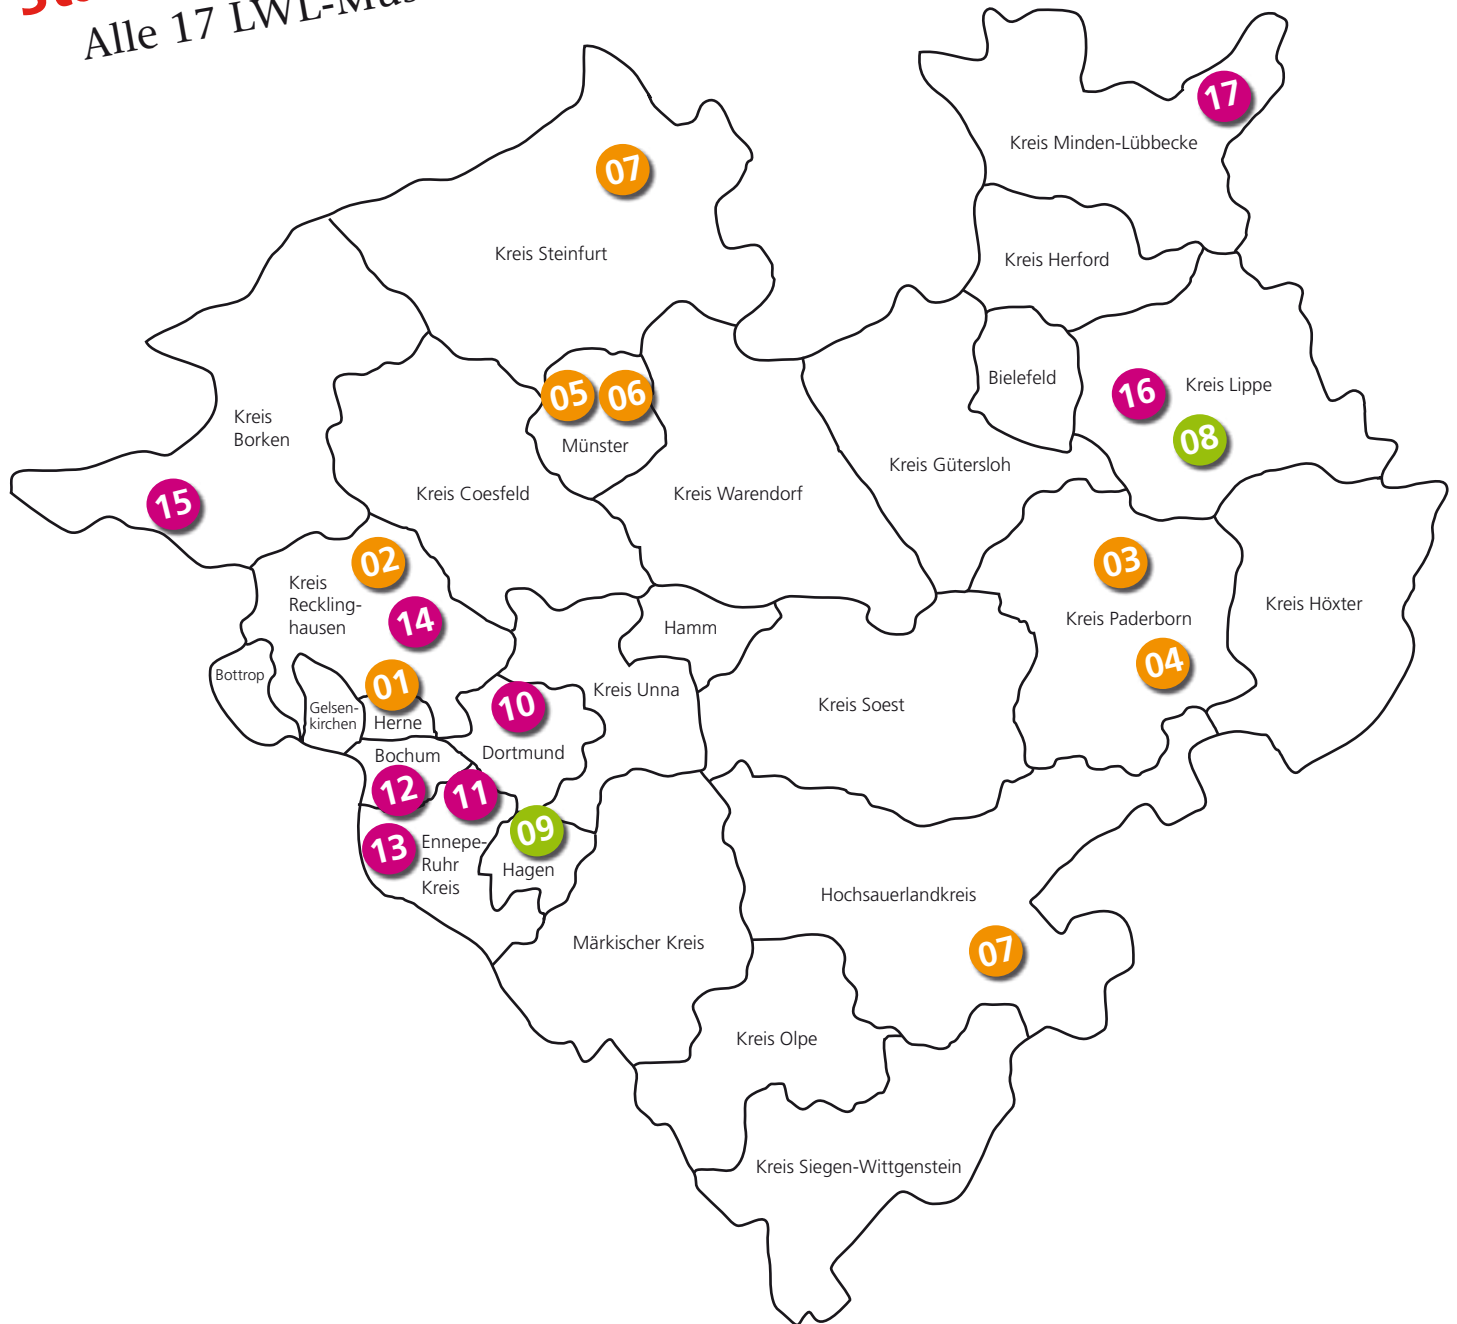 Alle 17 LWL-
17
Kreis Minden-Lübbecke
07
Kreis Steinfurt
Kreis Herford
Bielefeld
16
Kreis Lippe
08
05
06
Münster
Kreis
Borken
15
Kreis Coesfeld
Kreis Warendorf
Kreis Gütersloh
02
Kreis
Reckling-
hausen
14
03
Kreis Paderborn
04
Kreis Höxter
Hamm
Bottrop
01
Gelsen-
kirchen
Herne
10
Dortmund
Kreis Unna
Kreis Soest
Bochum
12
11
13
Ennepe-
Ruhr
Kreis
09
Hagen
Märkischer Kreis
Hochsauerlandkreis
07
Kreis Olpe
Kreis Siegen-Wittgenstein